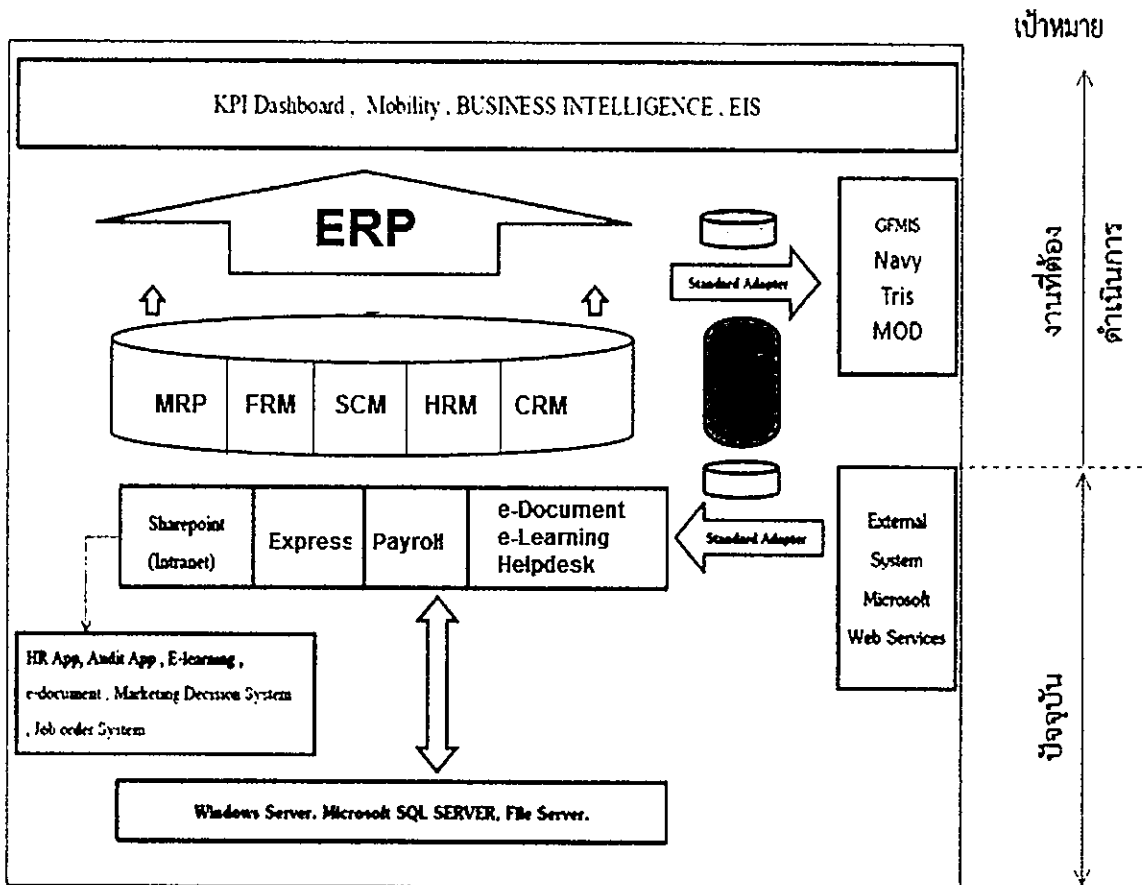 เป้าหมาย
KPI Dashboard , Mobility , BUSINESS INTELLIGENCE , EIS
ERP
Standard Adapter
GFMIS
Navy
Tris
MOD
งานที่ต้อง
ดำเนินการ
MRP FRM SCM HRM CRM
Sharepoint
(Intranet)
Express
Payroll
e-Document
e-Learning
Helpdesk
Standard Adapter
External
System
Microsoft
Web Services
HR App, Audit App , E-learning ,
e-document , Marketing Decission System
, Job order System
ปัจจุบัน
Windows Server, Microsoft SQL SERVER, File Server.